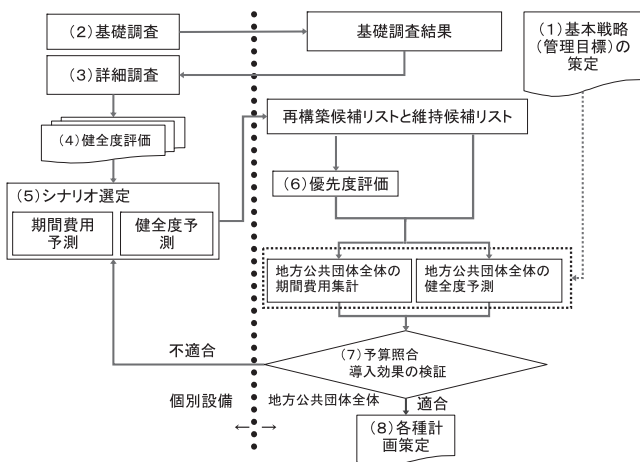 (2)基礎調査
基礎調査結果
(1)基本戦略
(管理目標)の
策定
(3)詳細調査
(4)健全度評価
再構築候補リストと維持候補リスト
(5)シナリオ選定
期間費用
予測
健全度予
測
(6)優先度評価
地方公共団体全体の
期間費用集計
地方公共団体全体の
健全度予測
不適合
(7)予算照合
導入効果の検証
個別設備
地方公共団体全体
適合
←
→
(8)各種計
画策定